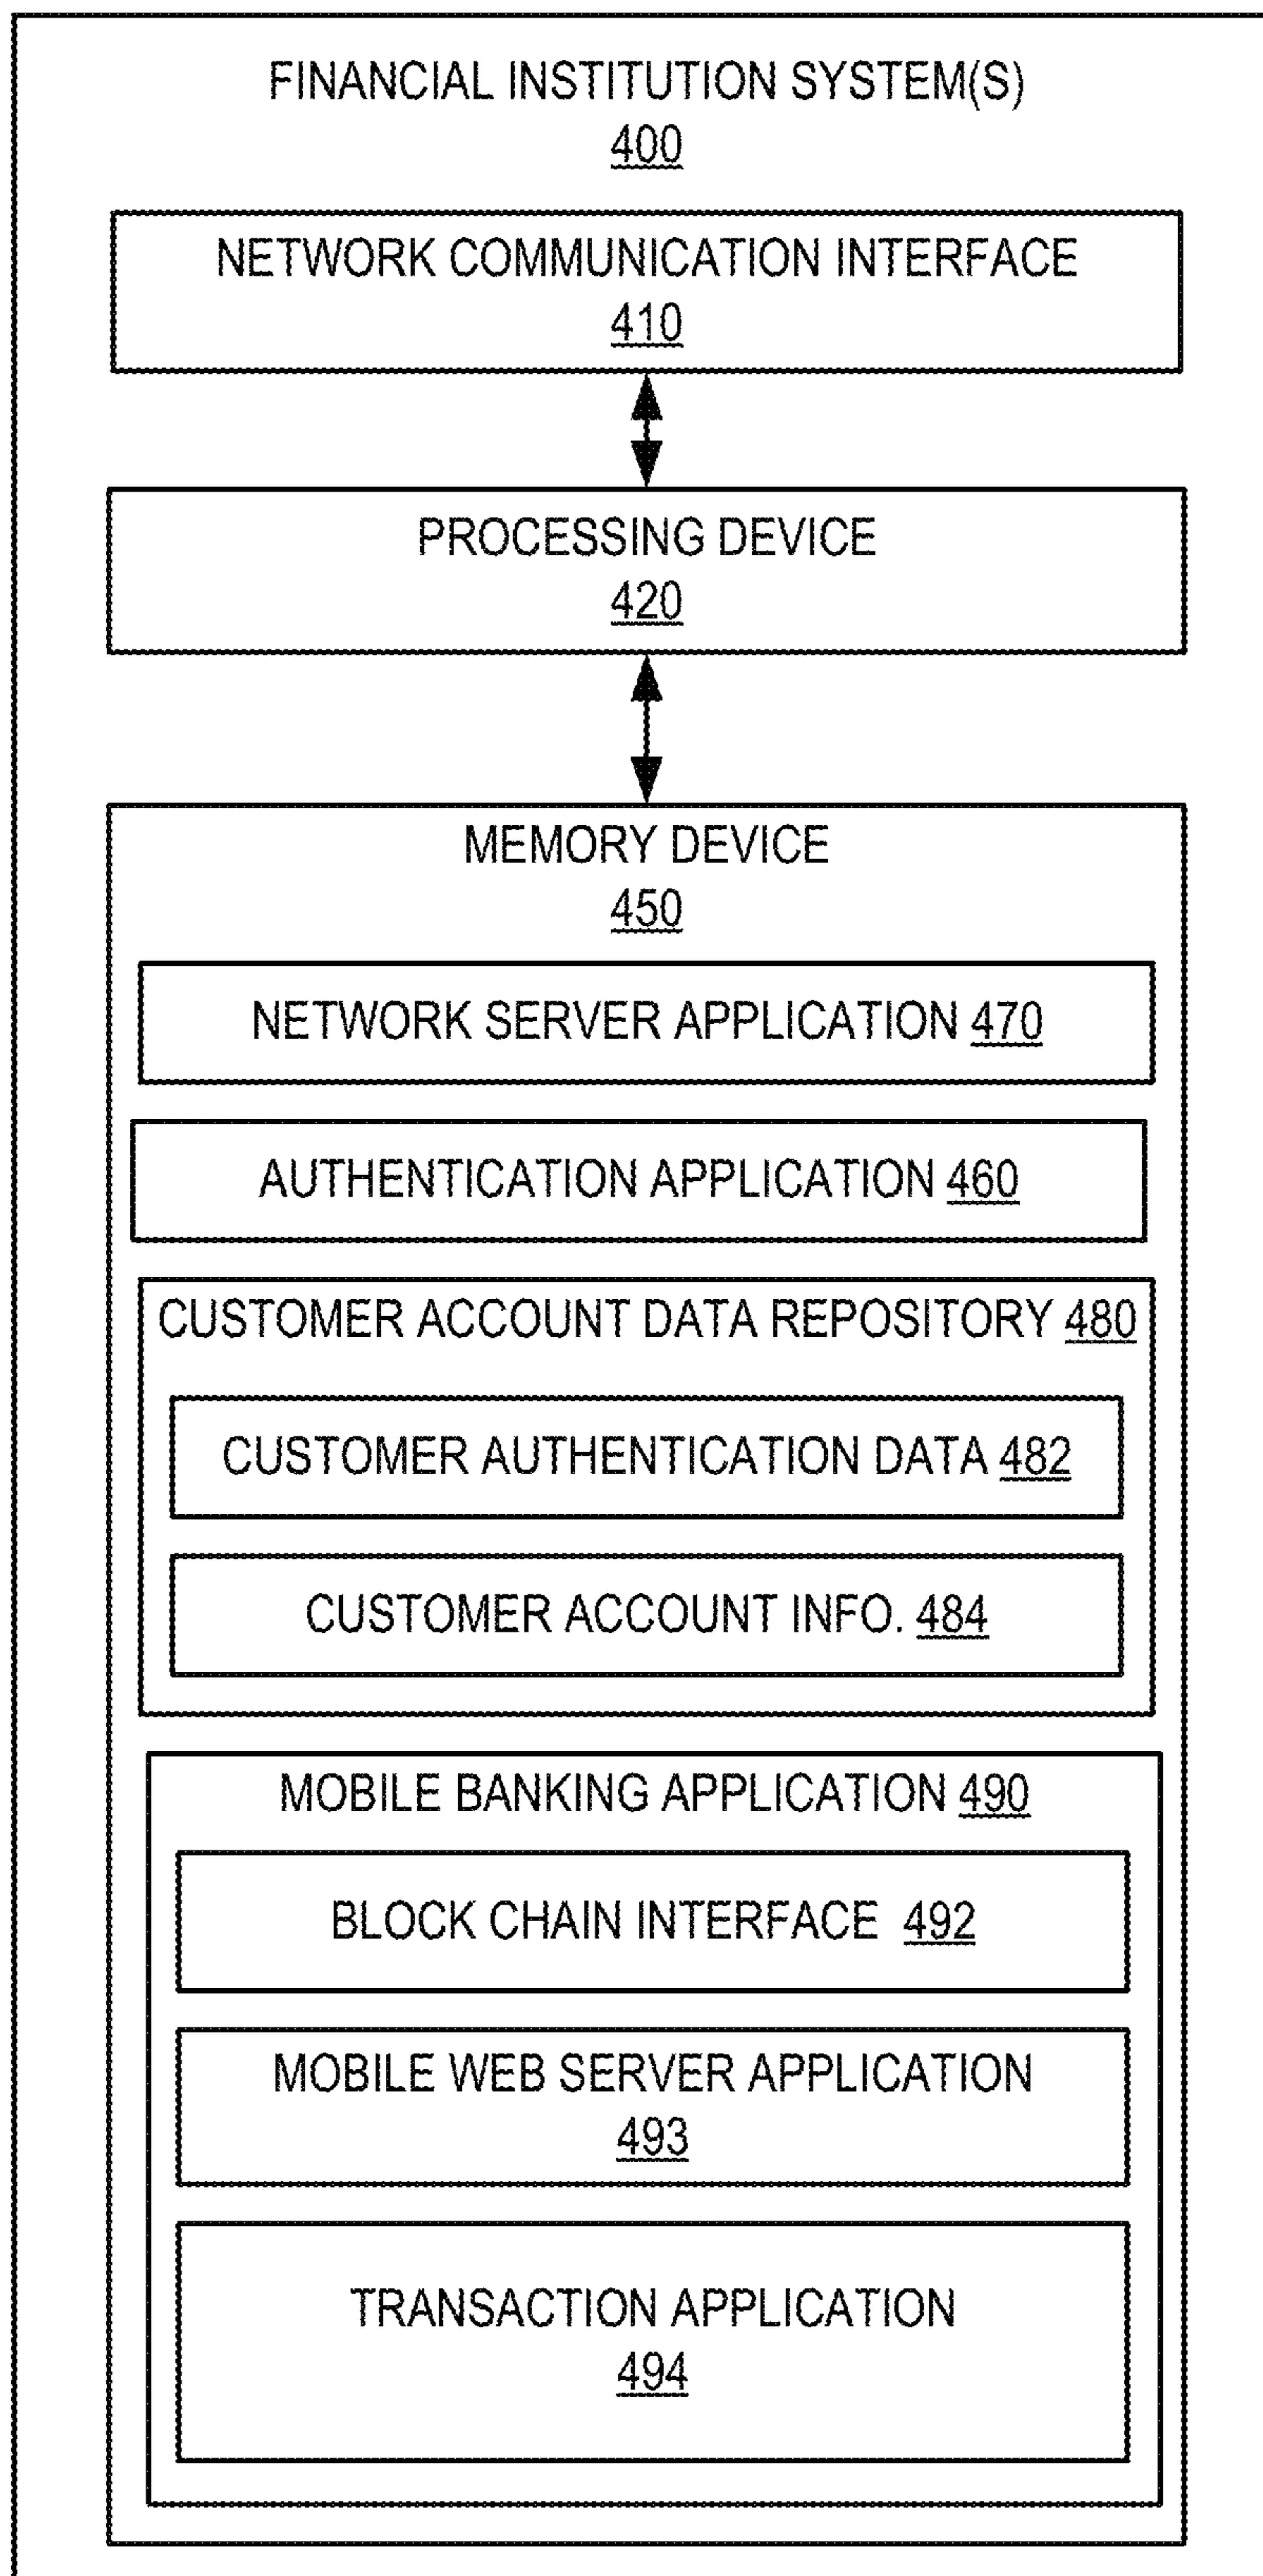 FINANCIAL INSTITUTION SYSTEM(S)
400
NETWORK COMMUNICATION INTERFACE
410
PROCESSING DEVICE
420
MEMORY DEVICE
450
NETWORK SERVER APPLICATION 470
AUTHENTICATION APPLICATION 460
CUSTOMER ACCOUNT DATA REPOSITORY 480
CUSTOMER AUTHENTICATION DATA 482
CUSTOMER ACCOUNT INFO. 484
MOBILE BANKING APPLICATION 490
BLOCK CHAIN INTERFACE 492
MOBILE WEB SERVER APPLICATION
493
TRANSACTION APPLICATION
494